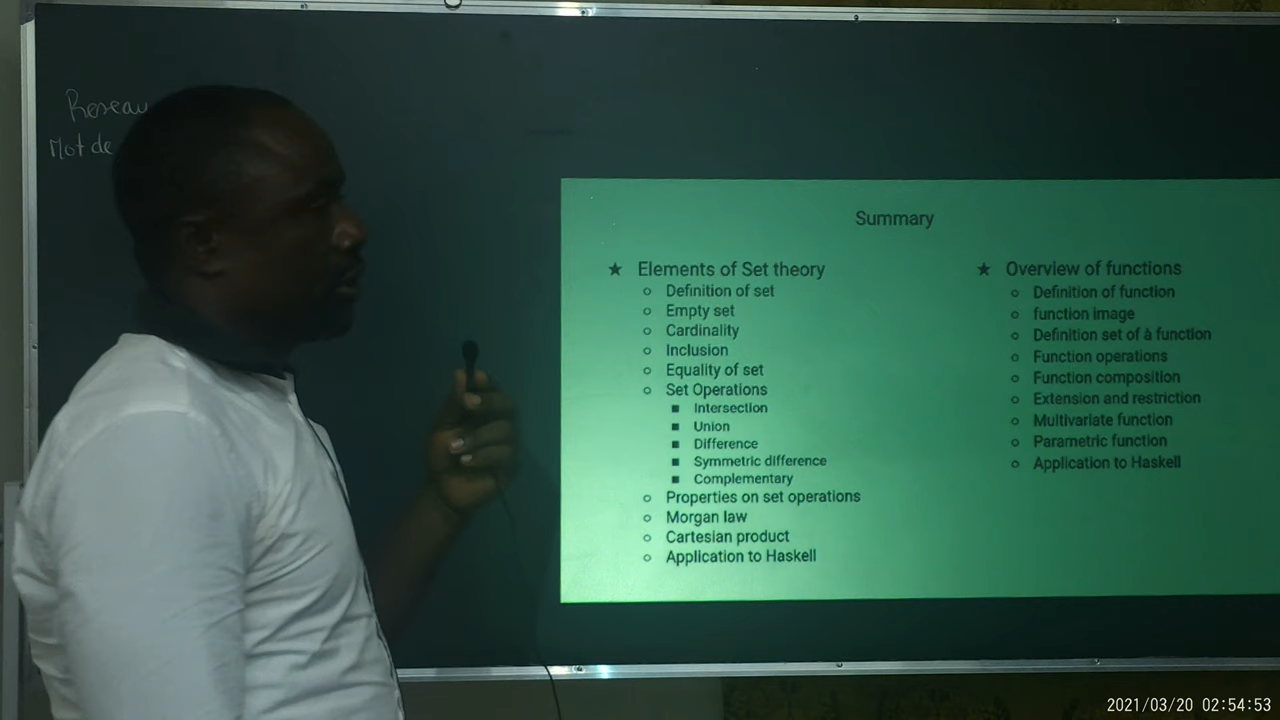 Reseau
Mot de
Summary
★ Elements of Set theory
○ Definition of set
○ Empty set
○ Cardinality
○ Inclusion
○ Equality of set
○ Set Operations
■ Intersection
■ Union
■ Difference
■ Symmetric difference
■ Complementary
○ Properties on set operations
○ Morgan law
○ Cartesian product
○ Application to Haskell
★ Overview of functions
○ Definition of function
○ function image
○ Definition set of à function
○ Function operations
○ Function composition
○ Extension and restriction
○ Multivariate function
○ Parametric function
○ Application to Haskell
2021/03/20 02:54:53